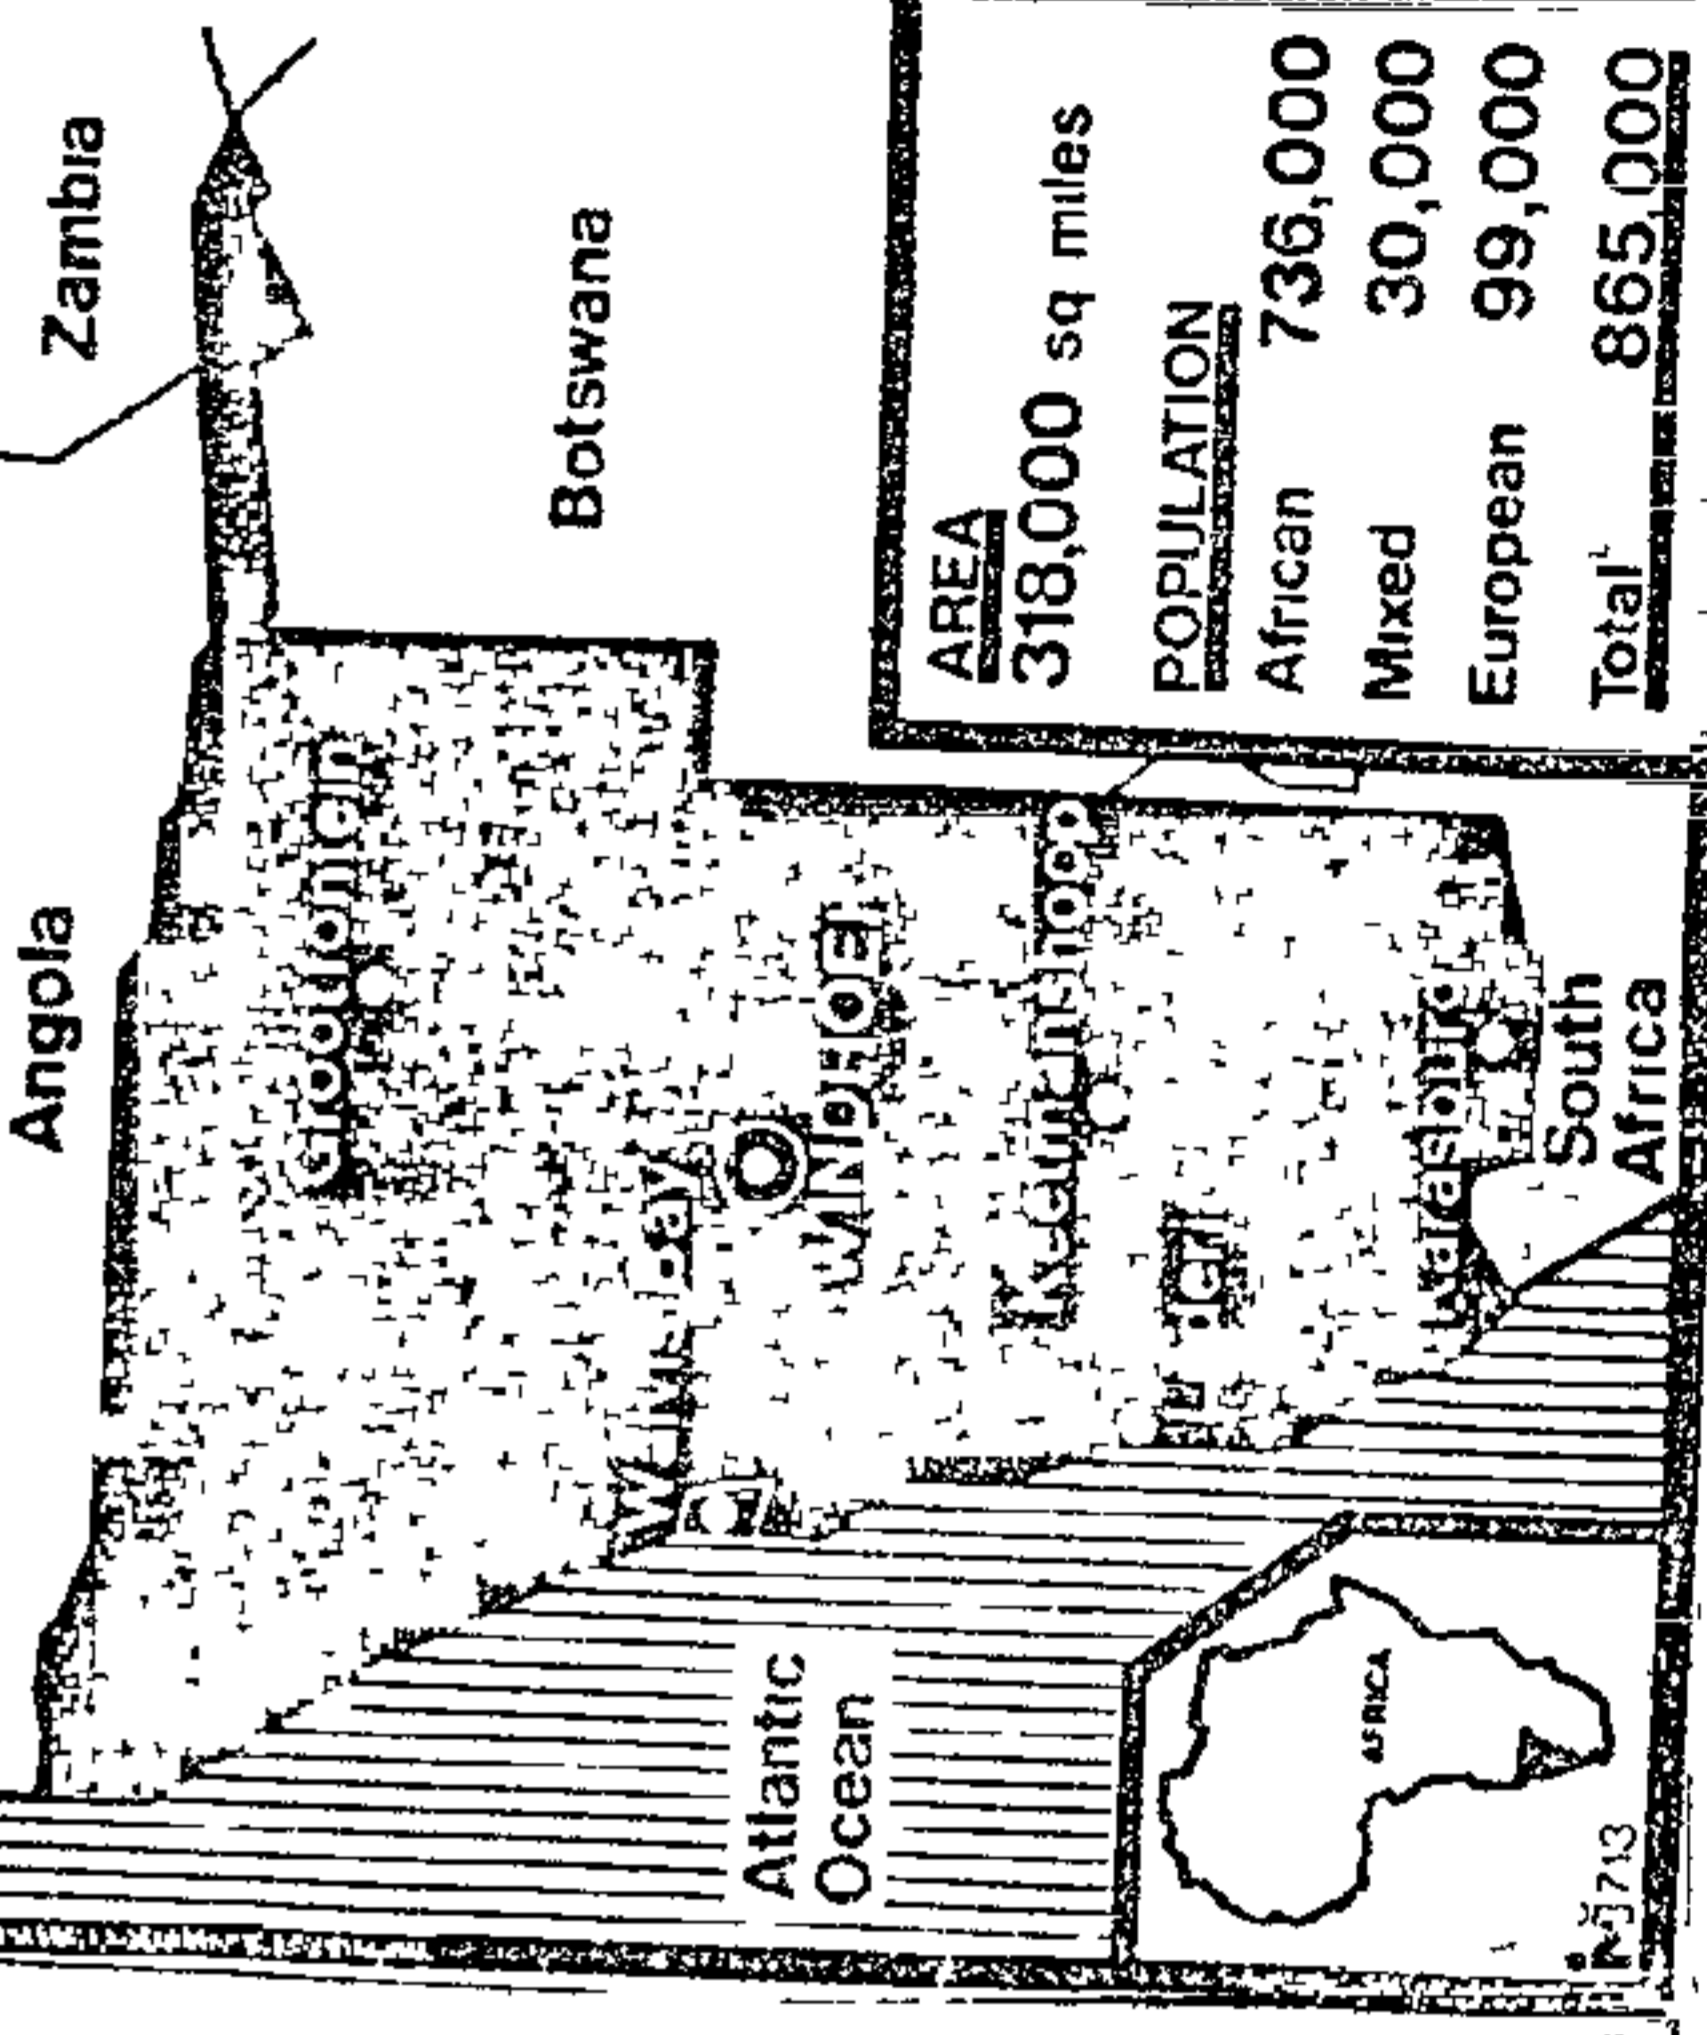 Angola
Zambia
Botswana
Grootfontein
Walvis Bay
Windhoek
Keetmanshoop
Warmbad
South
Africa
Atlantic
Ocean
AFRICA
AREA
318,000 sq miles
POPULATION
African 736,000
Mixed 30,000
European 99,000
Total 865,000